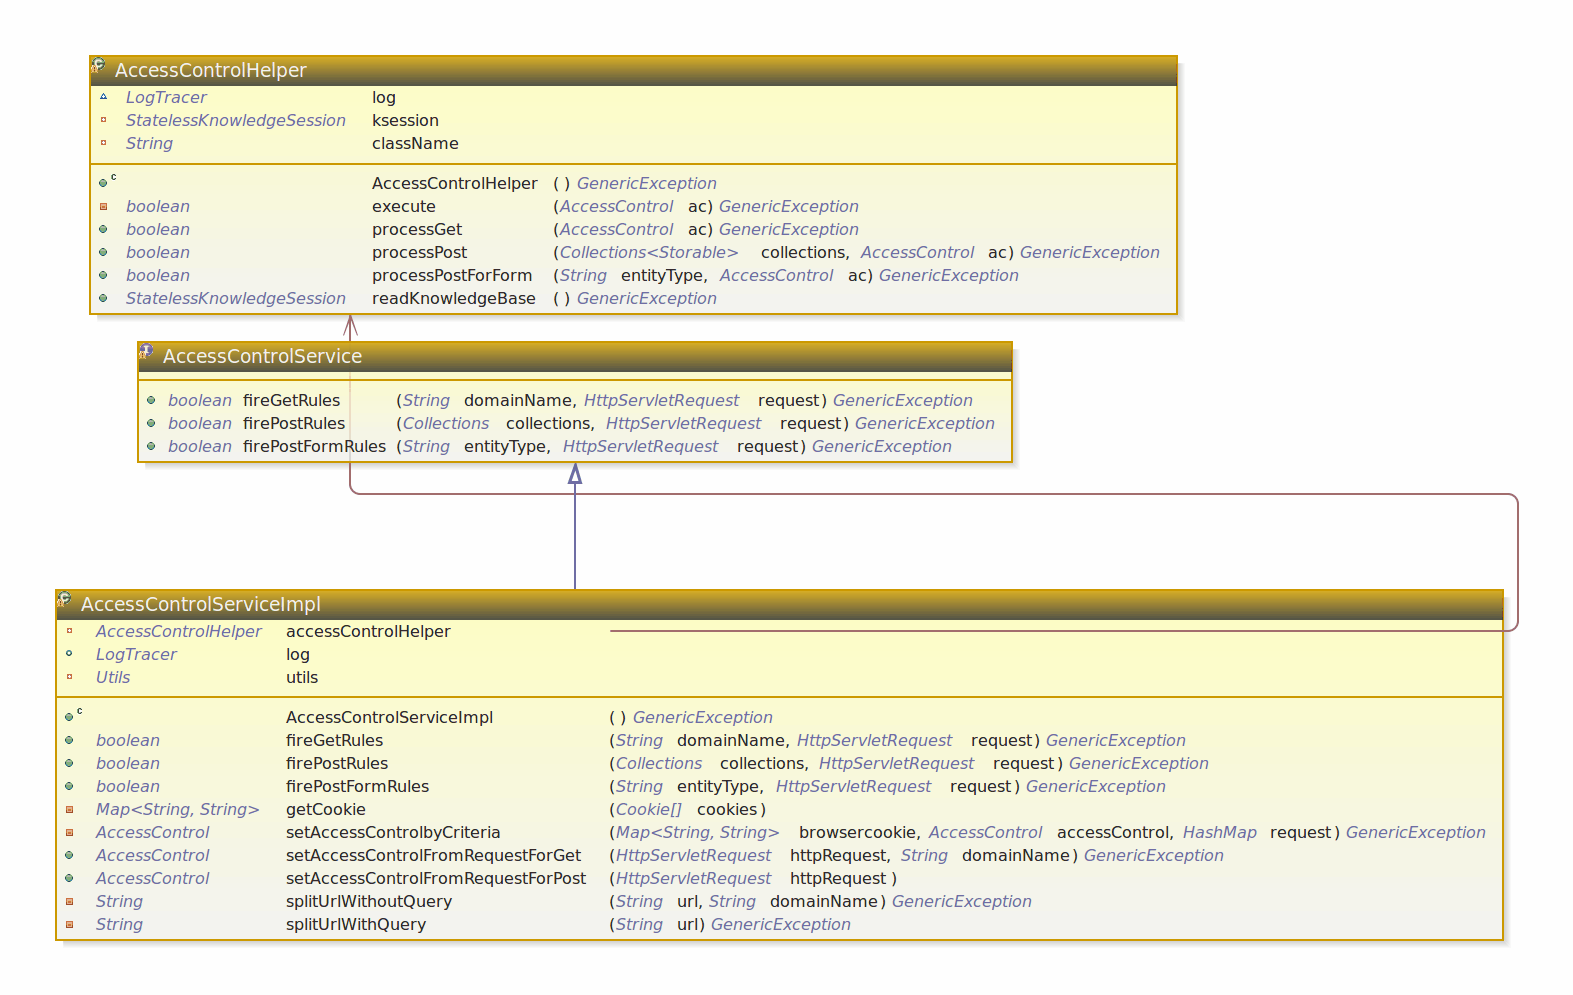 AccessControlHelper
LogTracer log
StatelessKnowledgeSession ksession
String className
c AccessControlHelper ( ) GenericException
boolean execute (AccessControl ac) GenericException
boolean processGet (AccessControl ac) GenericException
boolean processPost (Collections<Storable> collections, AccessControl ac) GenericException
boolean processPostForForm (String entityType, AccessControl ac) GenericException
StatelessKnowledgeSession readKnowledgeBase ( ) GenericException
AccessControlService
boolean fireGetRules (String domainName, HttpServletRequest request) GenericException
boolean firePostRules (Collections collections, HttpServletRequest request) GenericException
boolean firePostFormRules (String entityType, HttpServletRequest request) GenericException
AccessControlServiceImpl
AccessControlHelper accessControlHelper
LogTracer log
Utils utils
c AccessControlServiceImpl ( ) GenericException
boolean fireGetRules (String domainName, HttpServletRequest request) GenericException
boolean firePostRules (Collections collections, HttpServletRequest request) GenericException
boolean firePostFormRules (String entityType, HttpServletRequest request) GenericException
Map<String, String> getCookie (Cookie[] cookies)
AccessControl setAccessControlbyCriteria (Map<String, String> browsercookie, AccessControl accessControl, HashMap request) GenericException
AccessControl setAccessControlFromRequestForGet (HttpServletRequest httpRequest, String domainName) GenericException
AccessControl setAccessControlFromRequestForPost (HttpServletRequest httpRequest)
String splitUrlWithoutQuery (String url, String domainName) GenericException
String splitUrlWithQuery (String url) GenericException